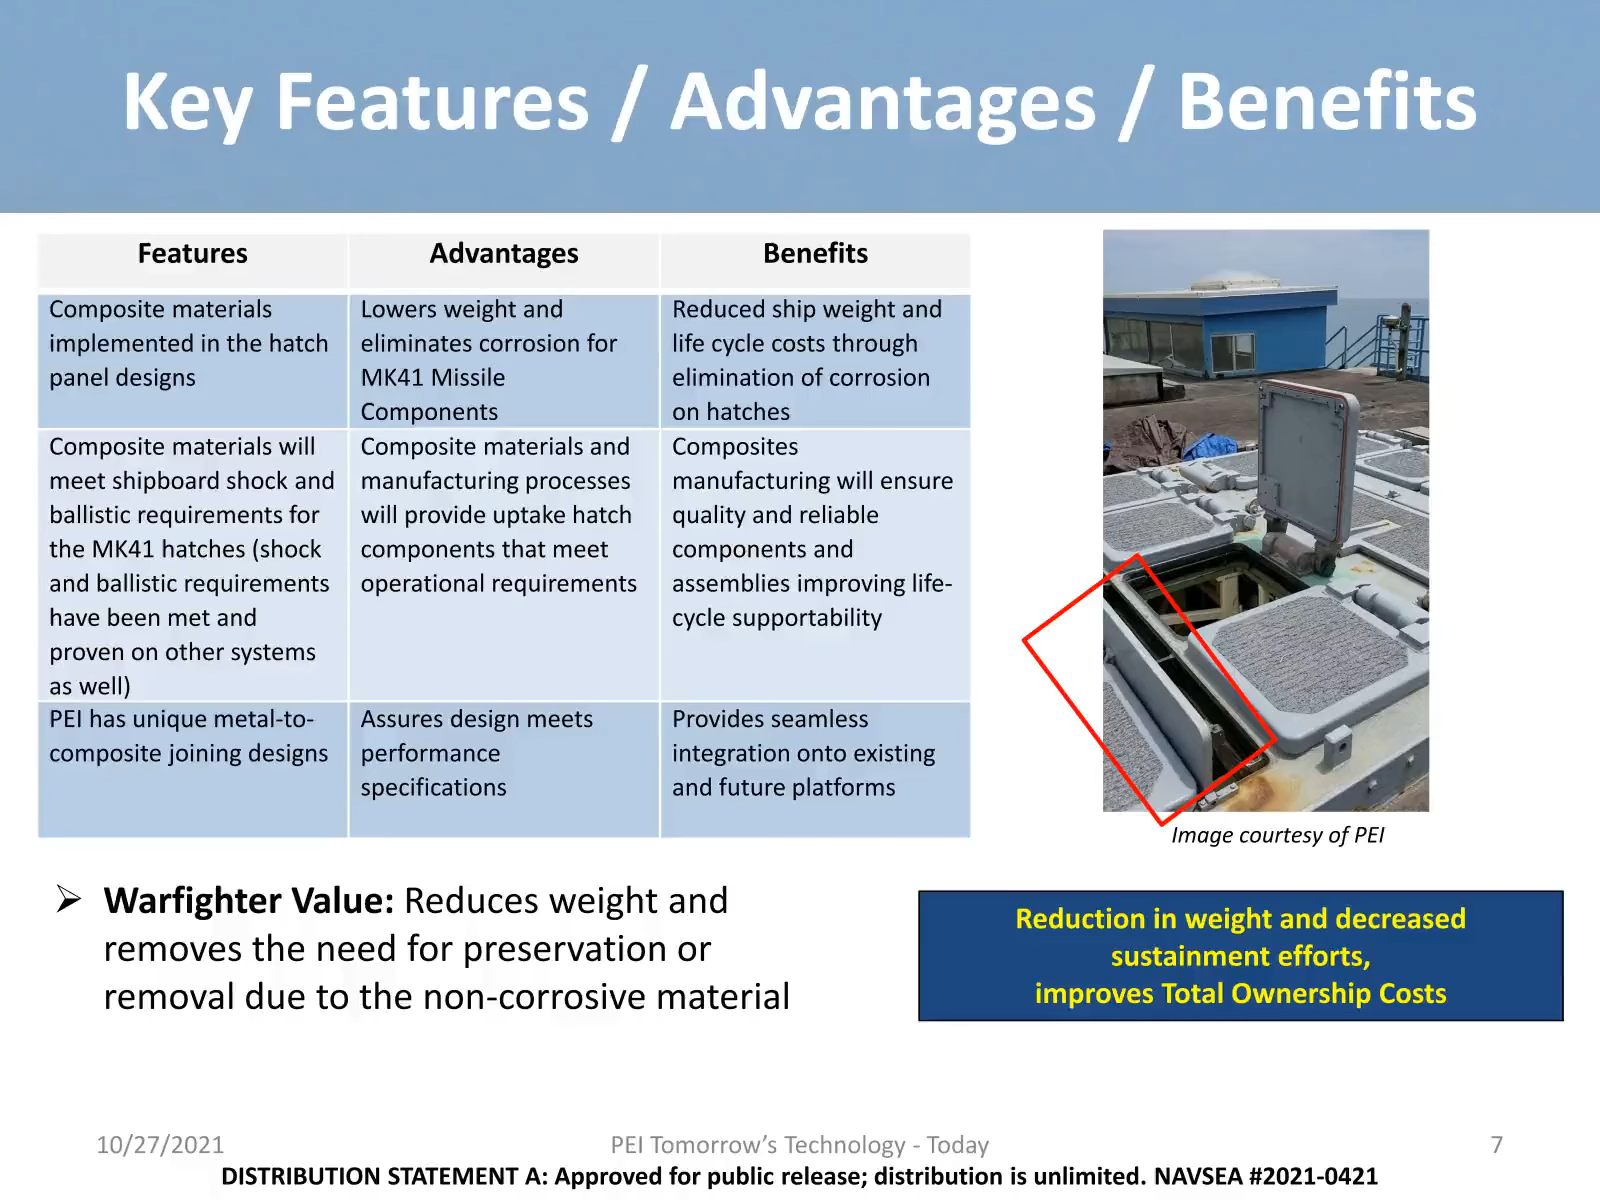 Key Features / Advantages / Benefits
Features
Advantages
Benefits
Composite materials
implemented in the hatch
panel designs
Lowers weight and
eliminates corrosion for
MK41 Missile
Components
Reduced ship weight and
life cycle costs through
elimination of corrosion
on hatches
Composite materials will
meet shipboard shock and
ballistic requirements for
the MK41 hatches (shock
and ballistic requirements
have been met and
proven on other systems
as well)
Composite materials and
manufacturing processes
will provide uptake hatch
components that meet
operational requirements
Composites
manufacturing will ensure
quality and reliable
components and
assemblies improving life-
cycle supportability
PEI has unique metal-to-
composite joining designs
Assures design meets
performance
specifications
Provides seamless
integration onto existing
and future platforms
Image courtesy of PEI
➢ Warfighter Value: Reduces weight and
removes the need for preservation or
removal due to the non-corrosive material
Reduction in weight and decreased
sustainment efforts,
improves Total Ownership Costs
10/27/2021
PEI Tomorrow’s Technology - Today
7
DISTRIBUTION STATEMENT A: Approved for public release; distribution is unlimited. NAVSEA #2021-0421